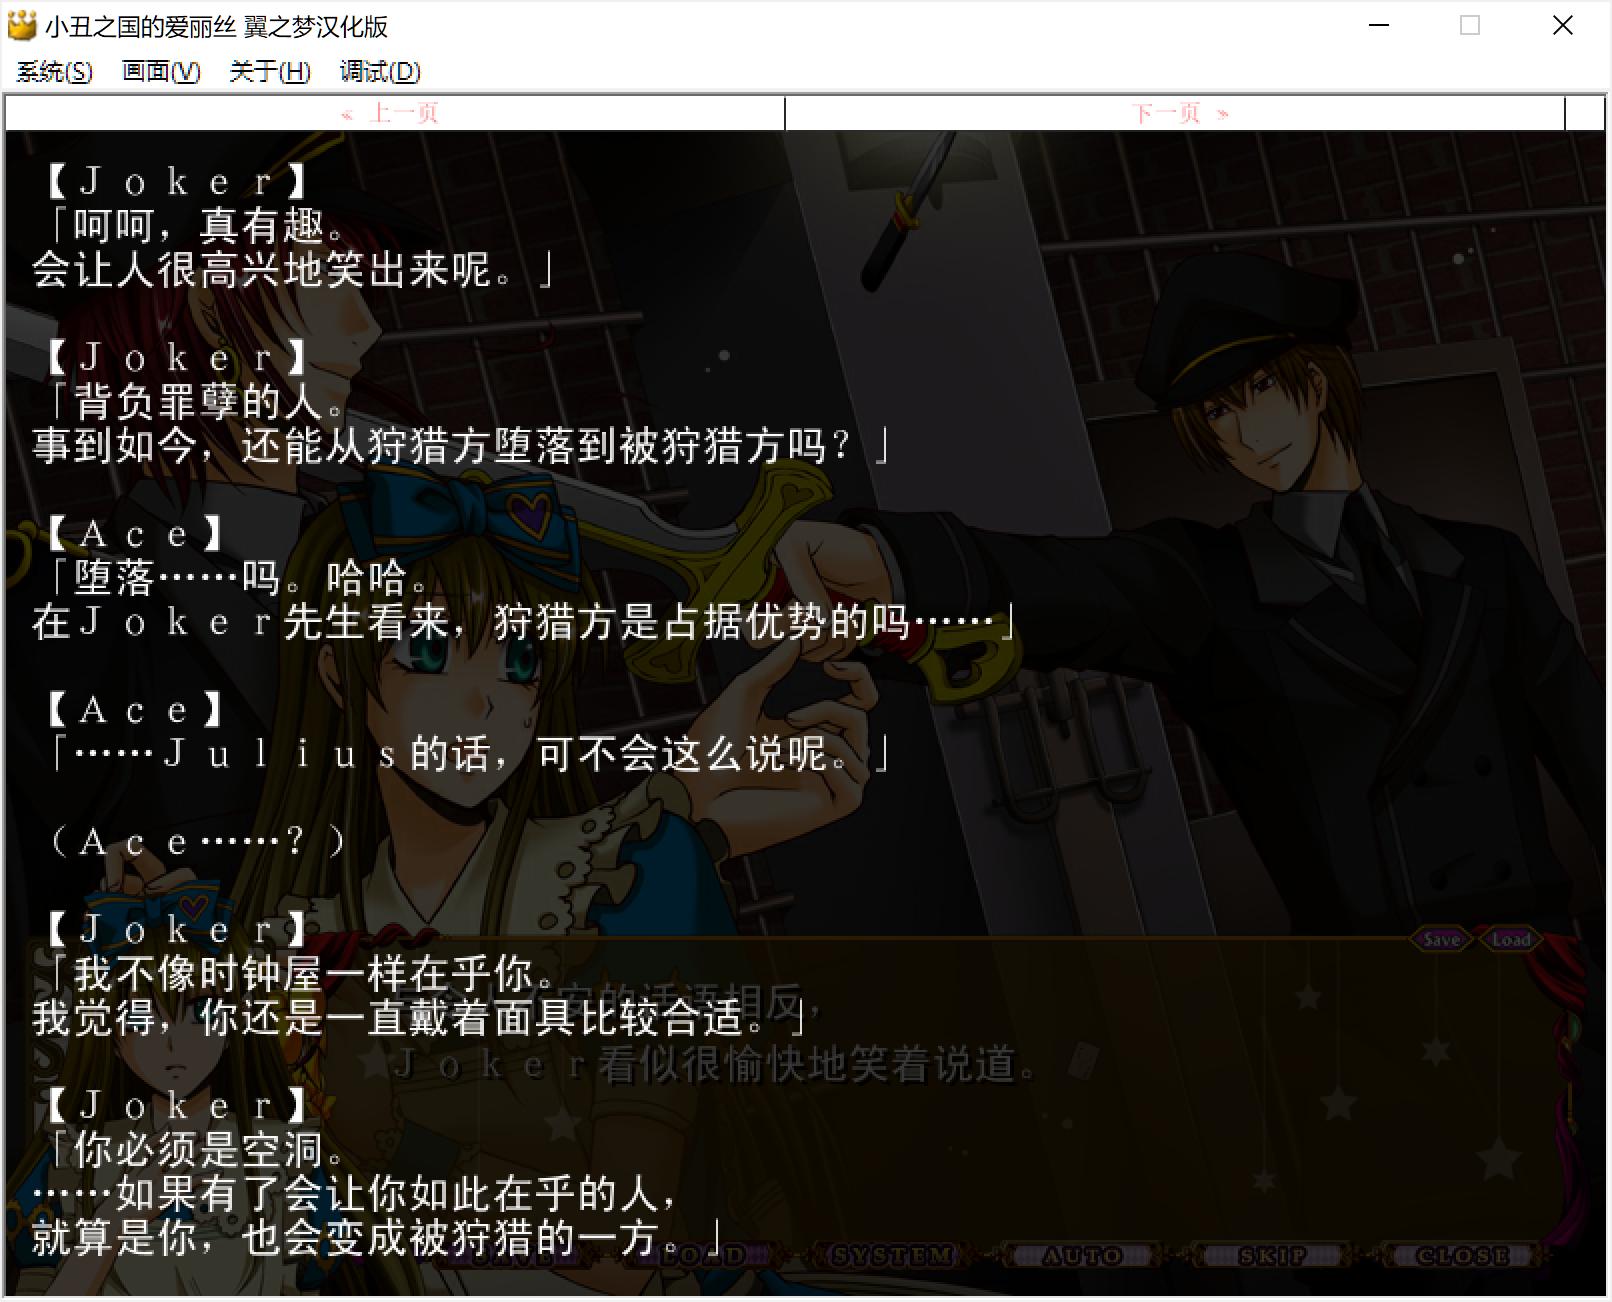 小丑之国的爱丽丝 翼之梦汉化版
系统(S) 画面(V) 关于(H) 调试(D)
« 上一页 下一页 »
【Joker】
「呵呵，真有趣。
会让人很高兴地笑出来呢。」
【Joker】
「背负罪孽的人。
事到如今，还能从狩猎方堕落到被狩猎方吗？」
【Ace】
「堕落……吗。哈哈。
在Joker先生看来，狩猎方是占据优势的吗……」
【Ace】
「……Julius的话，可不会这么说呢。」
（Ace……？）
【Joker】
「我不像时钟屋一样在乎你。
我觉得，你还是一直戴着面具比较合适。」
【Joker】
「你必须是空洞。
……如果有了会让你如此在乎的人，
就算是你，也会变成被狩猎的一方。」
Save Load
的话语相反，
Joker看似很愉快地笑着说道。
LOAD SYSTEM AUTO SKIP CLOSE